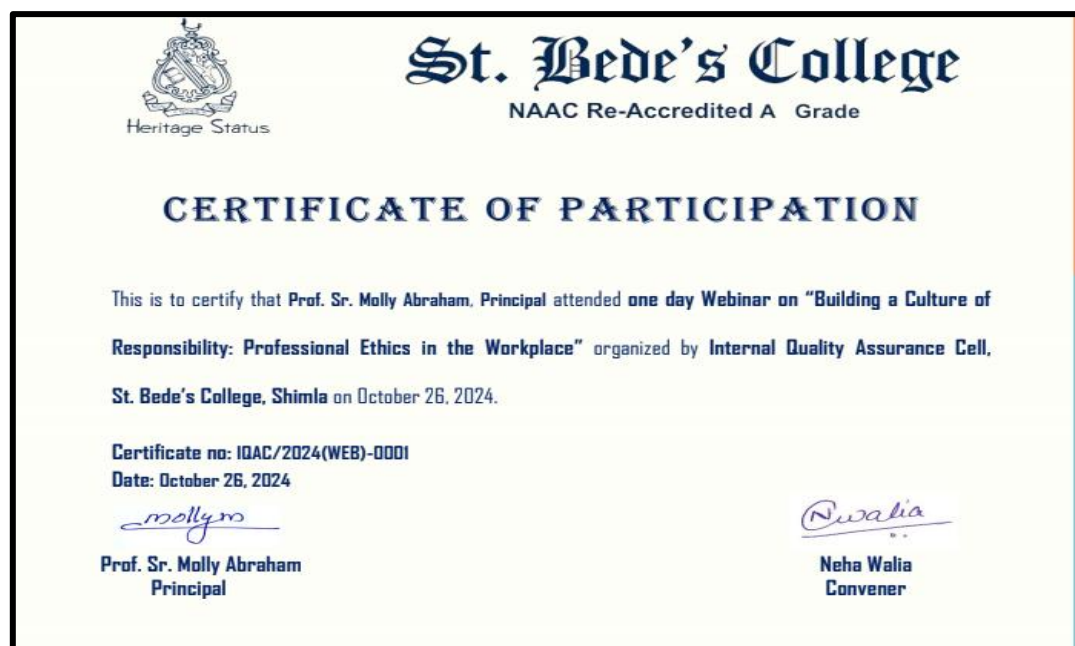 St. Bede's College
NAAC Re-Accredited A Grade
Heritage Status
CERTIFICATE OF PARTICIPATION
This is to certify that Prof. Sr. Molly Abraham, Principal attended one day Webinar on “Building a Culture of
Responsibility: Professional Ethics in the Workplace” organized by Internal Quality Assurance Cell,
St. Bede's College, Shimla on October 26, 2024.
Certificate no: IQAC/2024(WEB)-0001
Date: October 26, 2024
mollym
Nwalia
Prof. Sr. Molly Abraham
Principal
Neha Walia
Convener